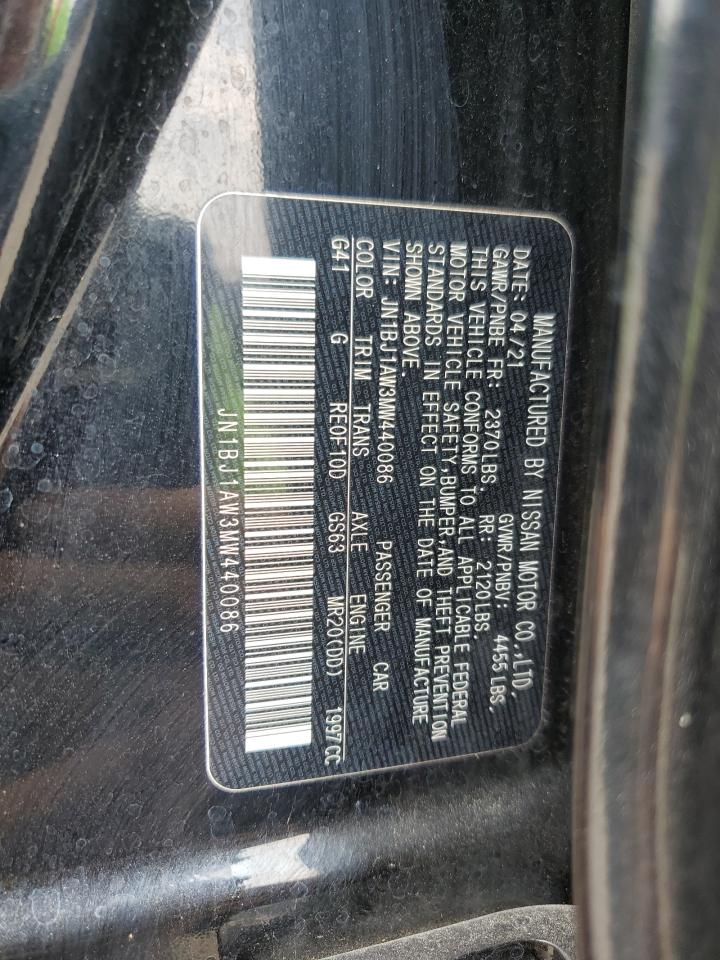 MANUFACTURED BY NISSAN MOTOR CO.,LTD.
DATE: 04/21 GVWR/PNBV: 4455 LBS.
GAWR/PNBE FR: 2370LBS. RR: 2120LBS.
THIS VEHICLE CONFORMS TO ALL APPLICABLE FEDERAL
MOTOR VEHICLE SAFETY,BUMPER,AND THEFT PREVENTION
STANDARDS IN EFFECT ON THE DATE OF MANUFACTURE
SHOWN ABOVE.
VIN: JN1BJ1AW3MW440086 PASSENGER CAR
COLOR TRIM TRANS AXLE ENGINE
G41 G RE0F10D GS63 MR20(DD) 1997CC
JN1BJ1AW3MW440086